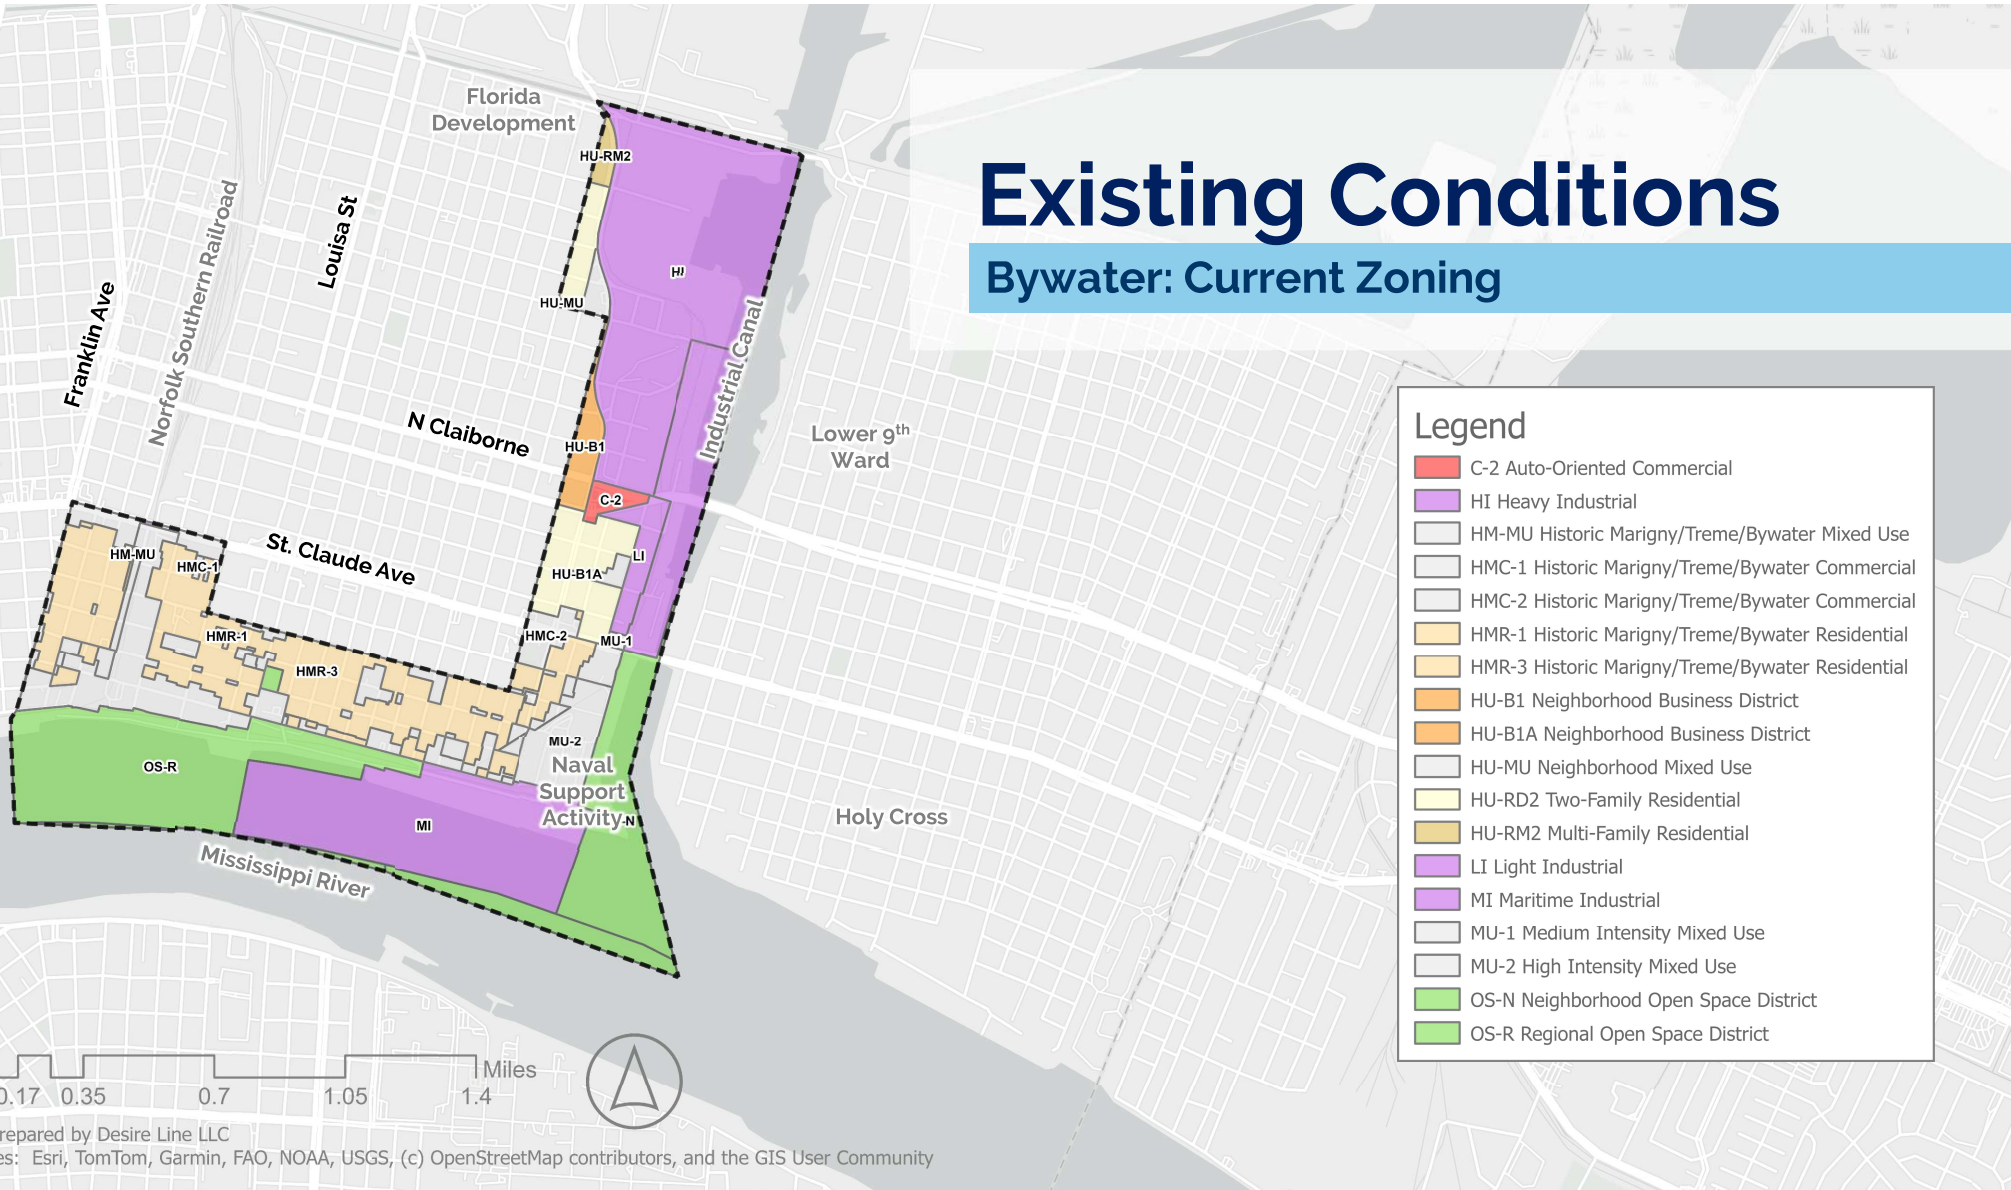 Existing Conditions
Bywater: Current Zoning
Florida
Development
HU-RM2
Louisa St
Norfolk Southern Railroad
Franklin Ave
HI
HU-MU
Industrial Canal
N Claiborne
HU-B1
Lower 9th
Ward
C-2
St. Claude Ave
HM-MU
HMC-1
LI
HU-B1A
HMR-1
HMC-2
MU-1
HMR-3
MU-2
OS-R
Naval
Support
Activity
-N
MI
Holy Cross
Mississippi River
Legend
C-2 Auto-Oriented Commercial
HI Heavy Industrial
HM-MU Historic Marigny/Treme/Bywater Mixed Use
HMC-1 Historic Marigny/Treme/Bywater Commercial
HMC-2 Historic Marigny/Treme/Bywater Commercial
HMR-1 Historic Marigny/Treme/Bywater Residential
HMR-3 Historic Marigny/Treme/Bywater Residential
HU-B1 Neighborhood Business District
HU-B1A Neighborhood Business District
HU-MU Neighborhood Mixed Use
HU-RD2 Two-Family Residential
HU-RM2 Multi-Family Residential
LI Light Industrial
MI Maritime Industrial
MU-1 Medium Intensity Mixed Use
MU-2 High Intensity Mixed Use
OS-N Neighborhood Open Space District
OS-R Regional Open Space District
Miles
0.17 0.35 0.7 1.05 1.4
repared by Desire Line LLC
es: Esri, TomTom, Garmin, FAO, NOAA, USGS, (c) OpenStreetMap contributors, and the GIS User Community